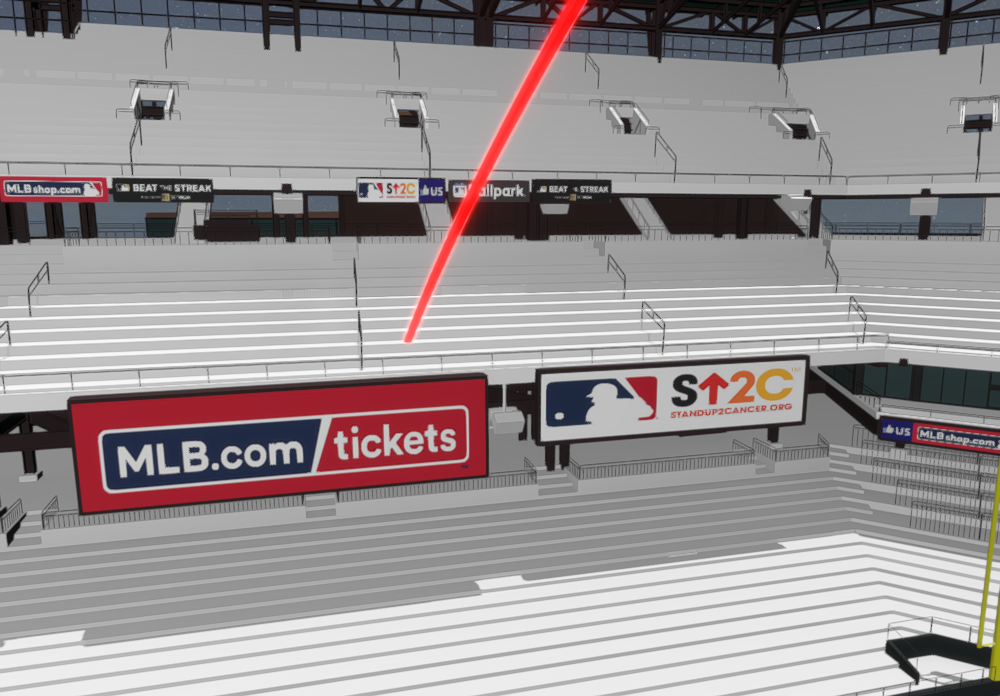 MLBshop.com
BEAT THE STREAK
S↑2C
US
Ballpark
BEAT THE STREAK
MLB.com/tickets
S↑2C™
STANDUP2CANCER.ORG
US
MLBshop.com